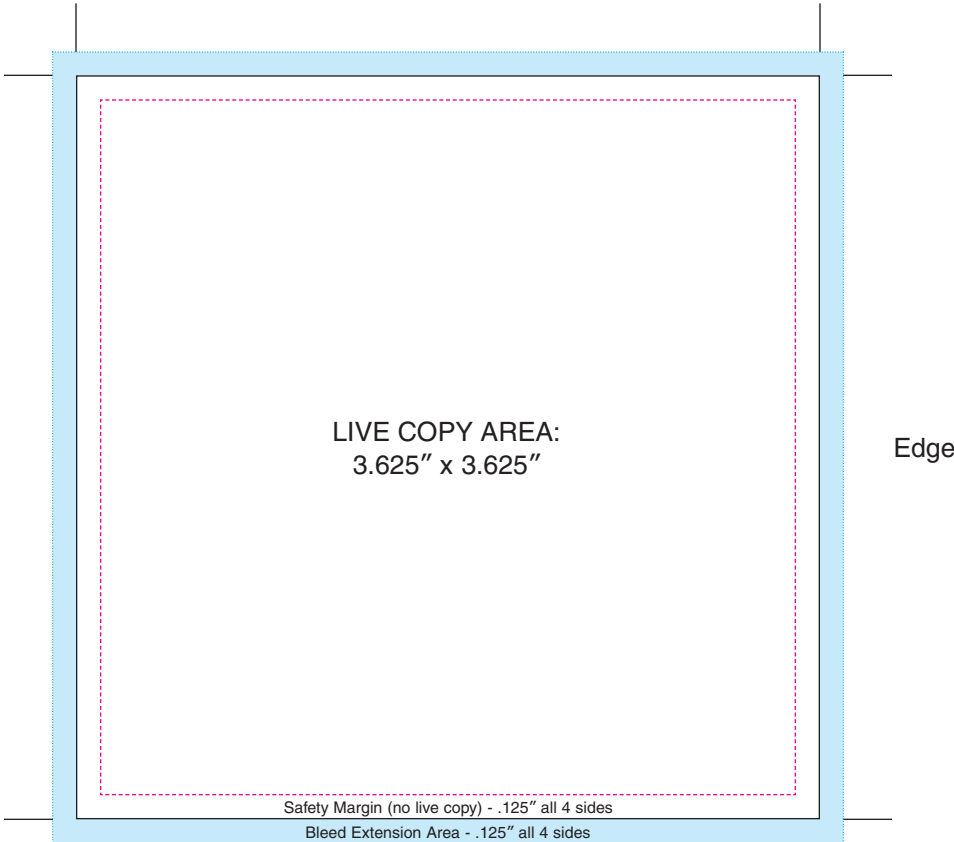 LIVE COPY AREA:
3.625″ x 3.625″
Edge
Safety Margin (no live copy) - .125″ all 4 sides
Bleed Extension Area - .125″ all 4 sides